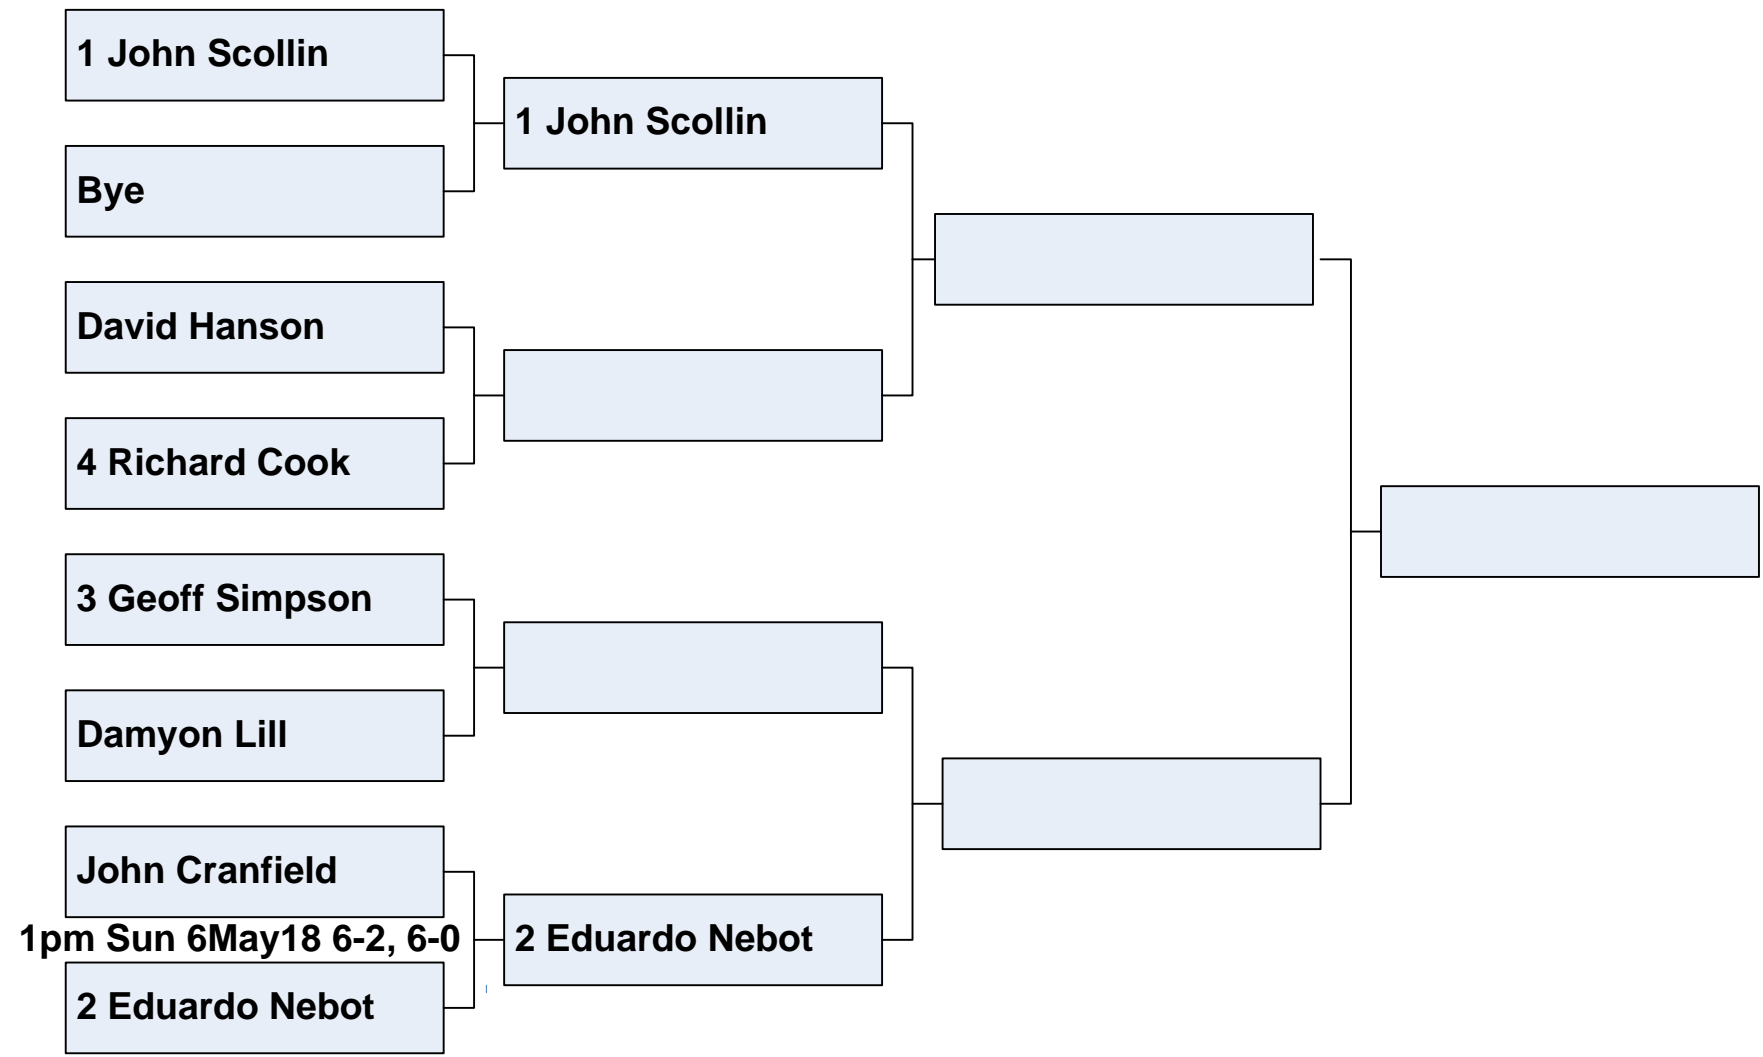 1 John Scollin
1 John Scollin
Bye
David Hanson
4 Richard Cook
3 Geoff Simpson
Damyon Lill
John Cranfield
1pm Sun 6May18 6-2, 6-0
2 Eduardo Nebot
2 Eduardo Nebot